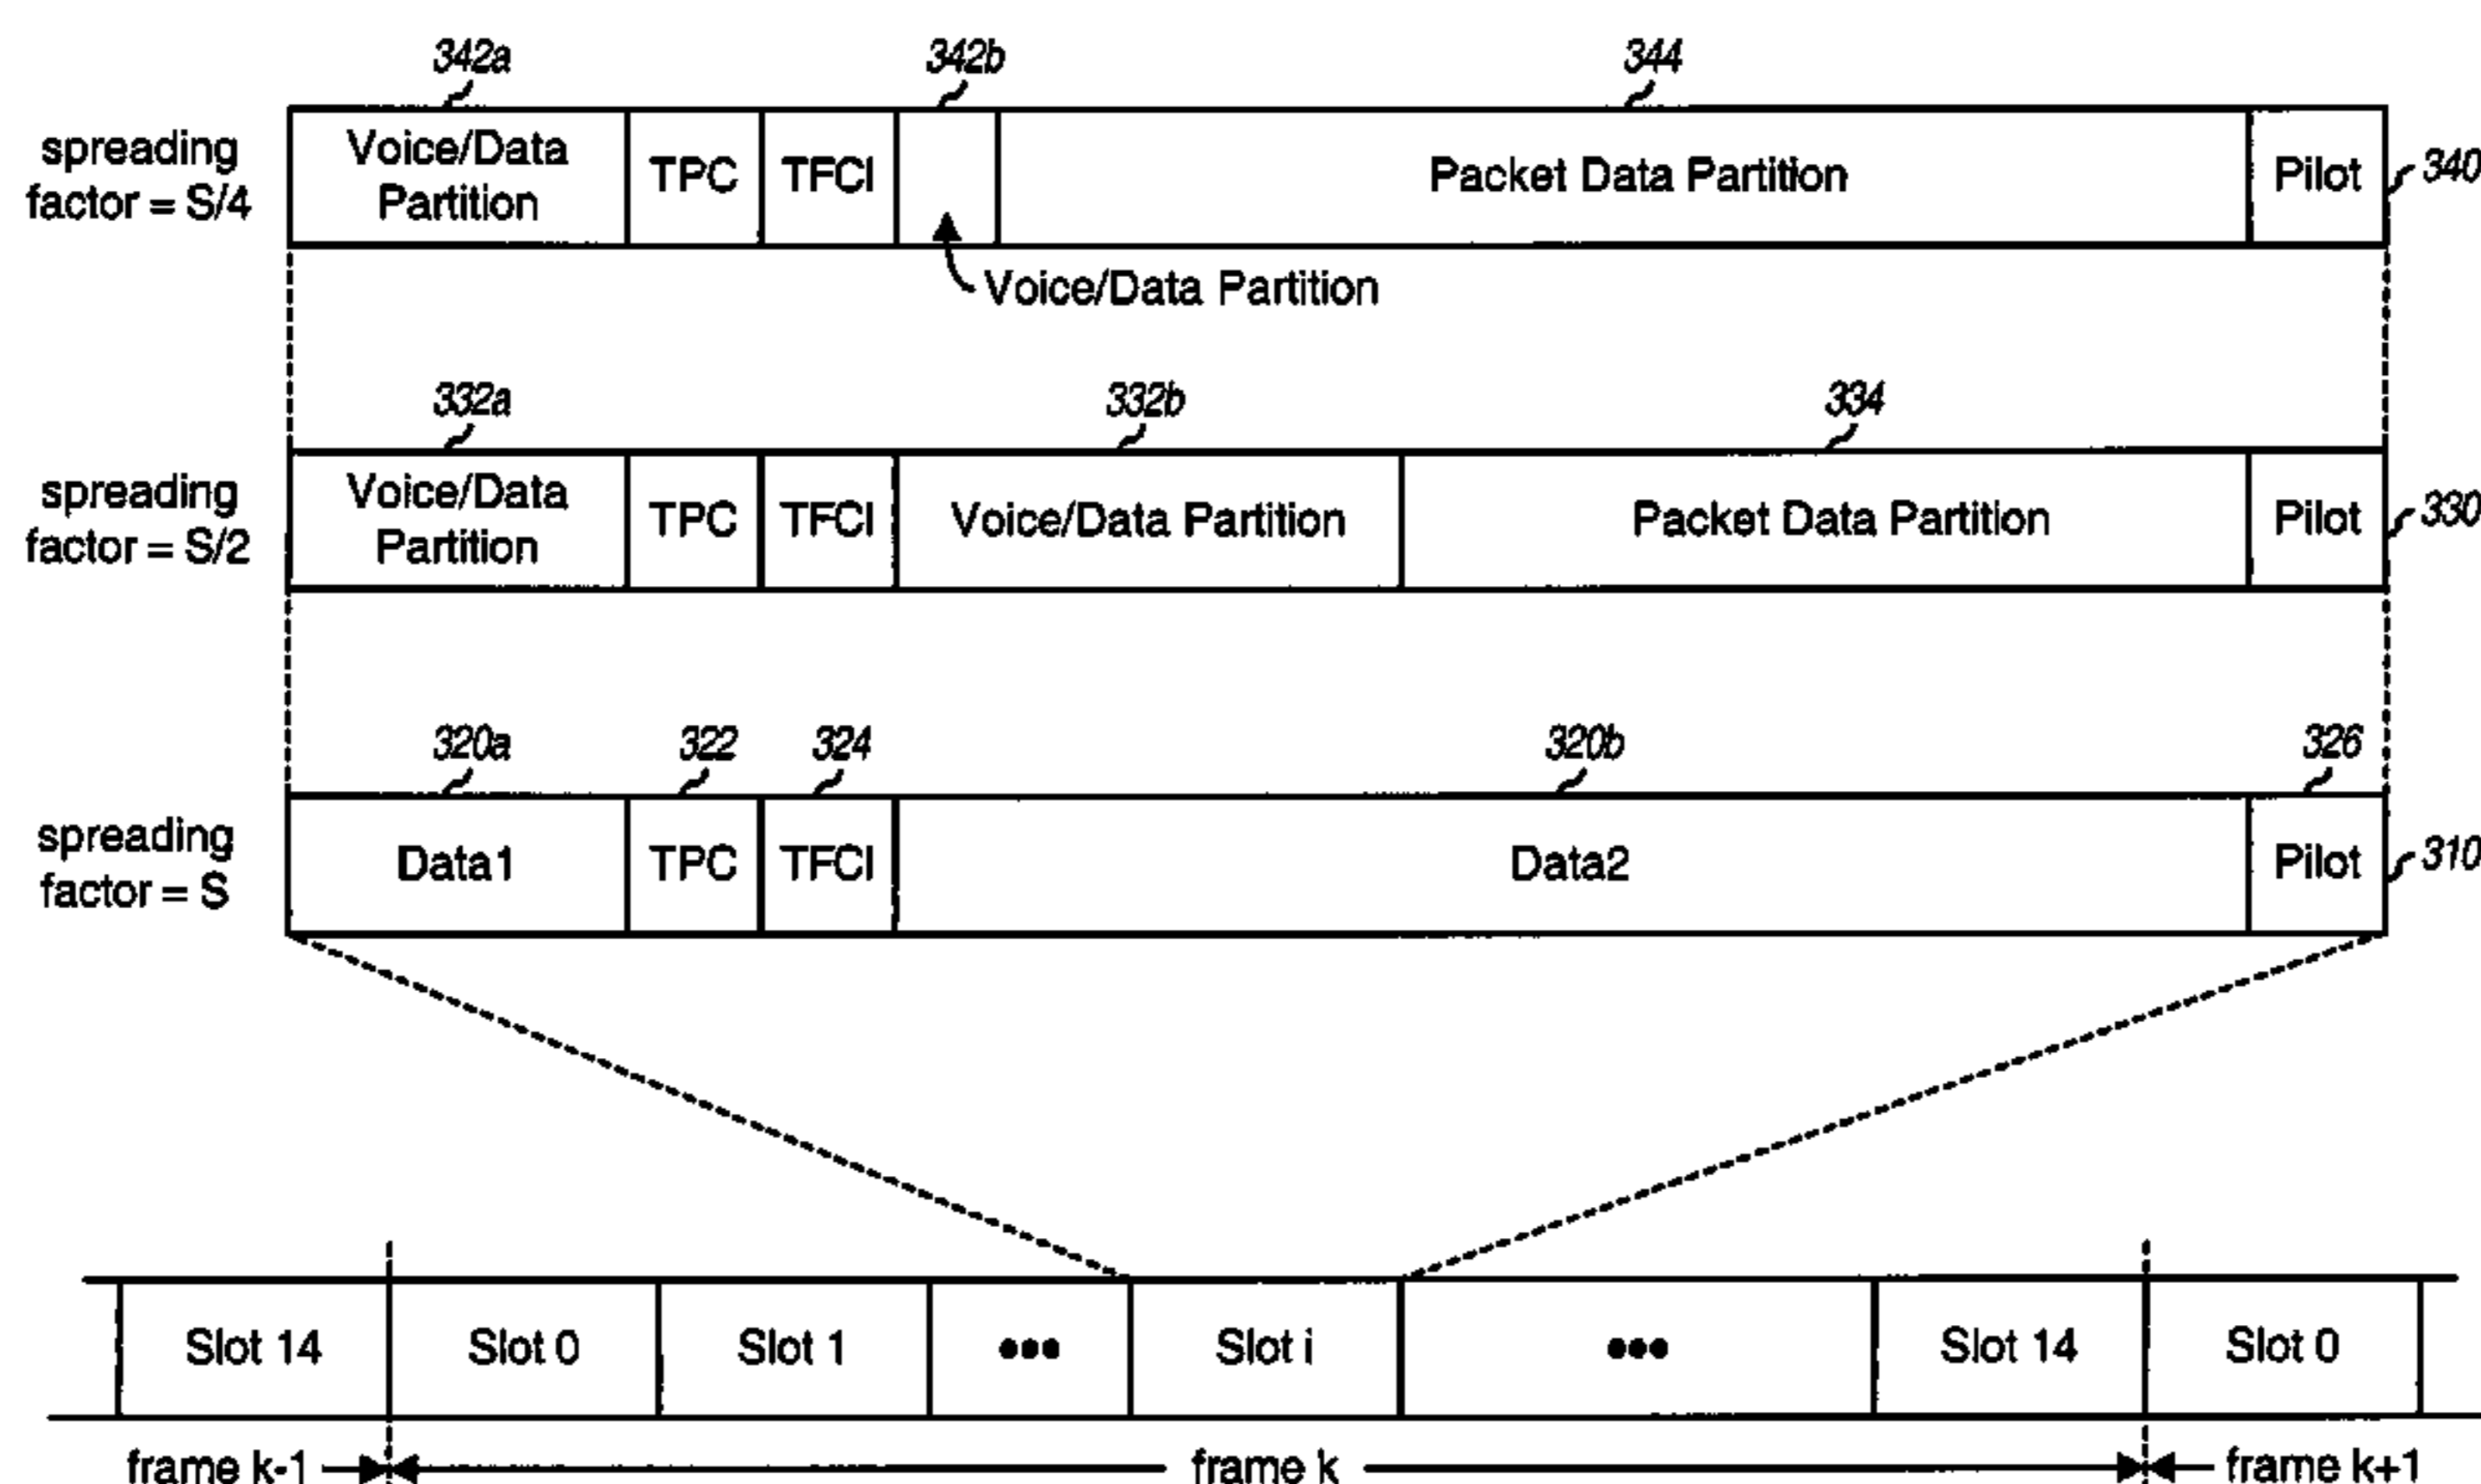 342a 342b 344
spreading
factor = S/4
Voice/Data
Partition
TPC TFCI Packet Data Partition Pilot 340
Voice/Data Partition
332a 332b 334
spreading
factor = S/2
Voice/Data
Partition
TPC TFCI Voice/Data Partition Packet Data Partition Pilot 330
320a 322 324 320b 326
spreading
factor = S
Data1 TPC TFCI Data2 Pilot 310
Slot 14 Slot 0 Slot 1 ••• Slot i ••• Slot 14 Slot 0
frame k-1 frame k frame k+1